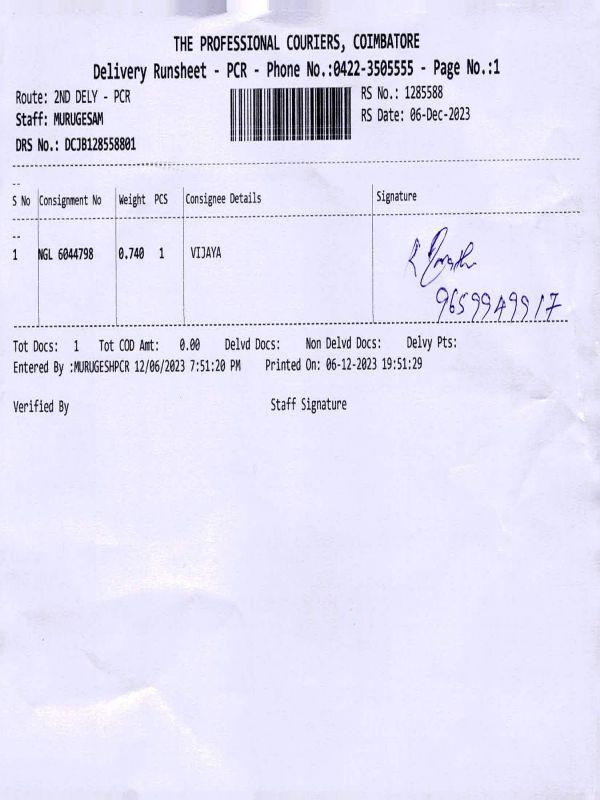 THE PROFESSIONAL COURIERS, COIMBATORE
Delivery Runsheet - PCR - Phone No.:0422-3505555 - Page No.:1
Route: 2ND DELY - PCR
RS No.: 1285588
Staff: MURUGESAM
RS Date: 06-Dec-2023
DRS No.: DCJB128558801
S No Consignment No Weight PCS Consignee Details Signature
1 NGL 6044798 0.740 1 VIJAYA
9659949917
Tot Docs: 1 Tot COD Amt: 0.00 Delvd Docs: Non Delvd Docs: Delvy Pts:
Entered By :MURUGESHPCR 12/06/2023 7:51:20 PM Printed On: 06-12-2023 19:51:29
Verified By Staff Signature